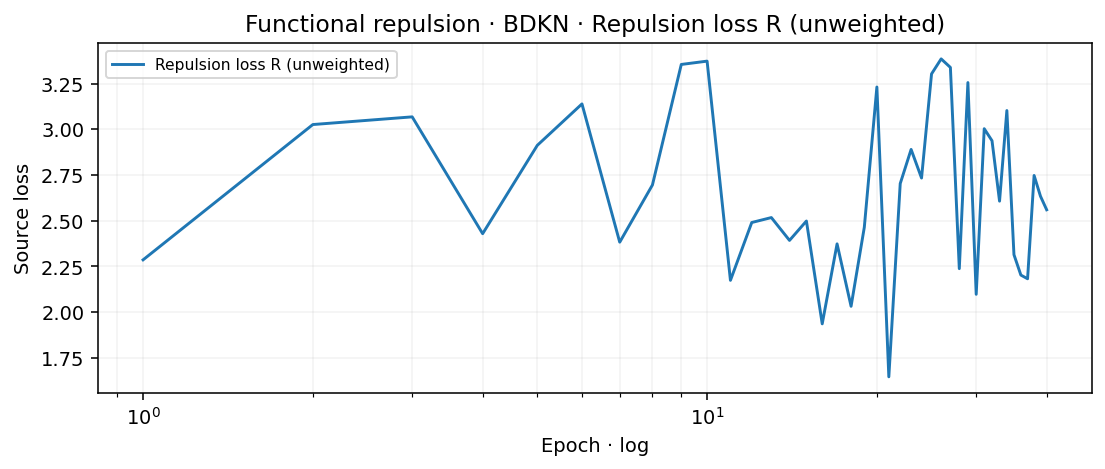 Functional repulsion · BDKN · Repulsion loss R (unweighted)
Repulsion loss R (unweighted)
Source loss
3.25
3.00
2.75
2.50
2.25
2.00
1.75
10⁰ 10¹
Epoch · log